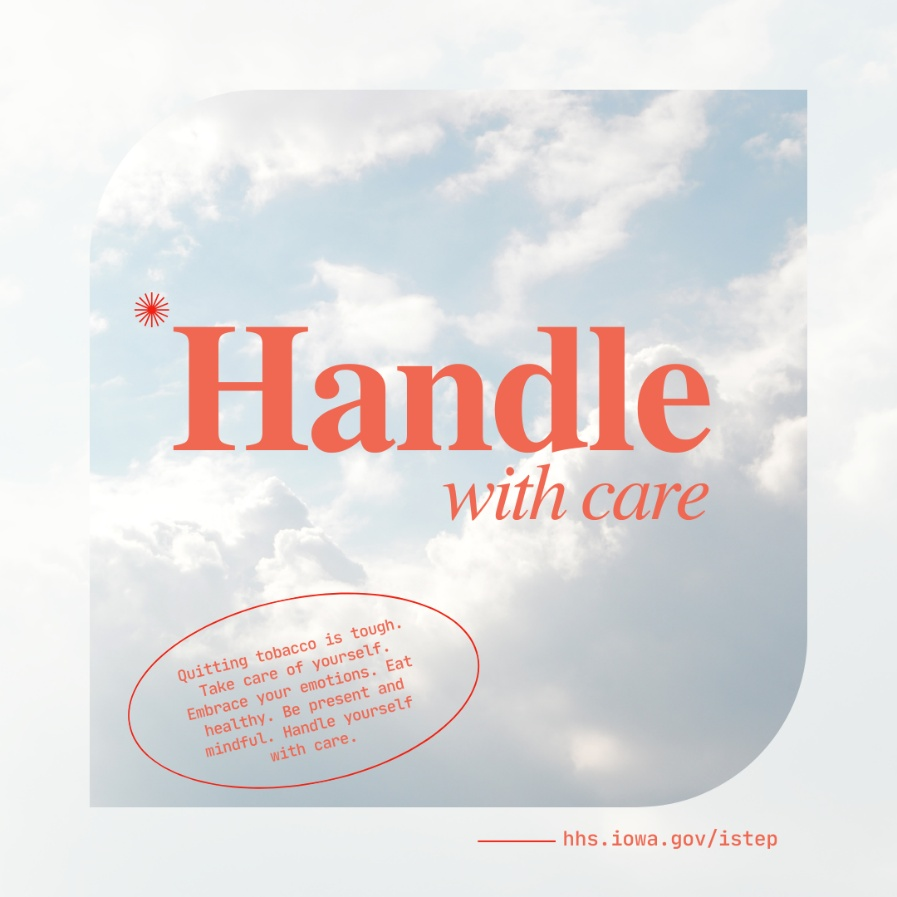 Handle
with care
Quitting tobacco is tough.
Take care of yourself.
Embrace your emotions. Eat
healthy. Be present and
mindful. Handle yourself
with care.
hhs.iowa.gov/istep